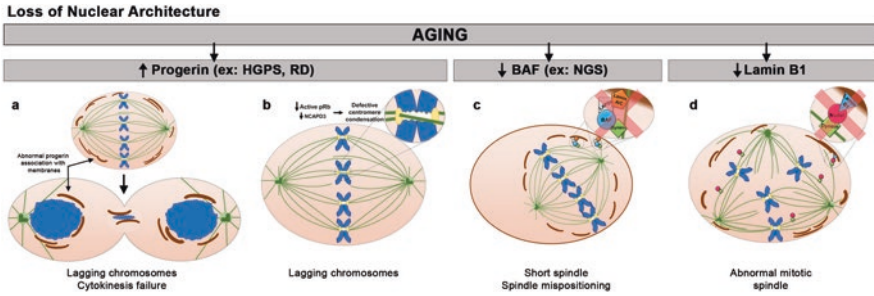 Loss of Nuclear Architecture
AGING
↑ Progerin (ex: HGPS, RD)
↓ BAF (ex: NGS)
↓ Lamin B1
a
Abnormal progerin
association with
membranes
Lagging chromosomes
Cytokinesis failure
b
↓ Active pRb
↓ NCAPD3
Defective
centromere
condensation
Lagging chromosomes
c
BAF
Short spindle
Spindle mispositioning
d
Abnormal mitotic
spindle